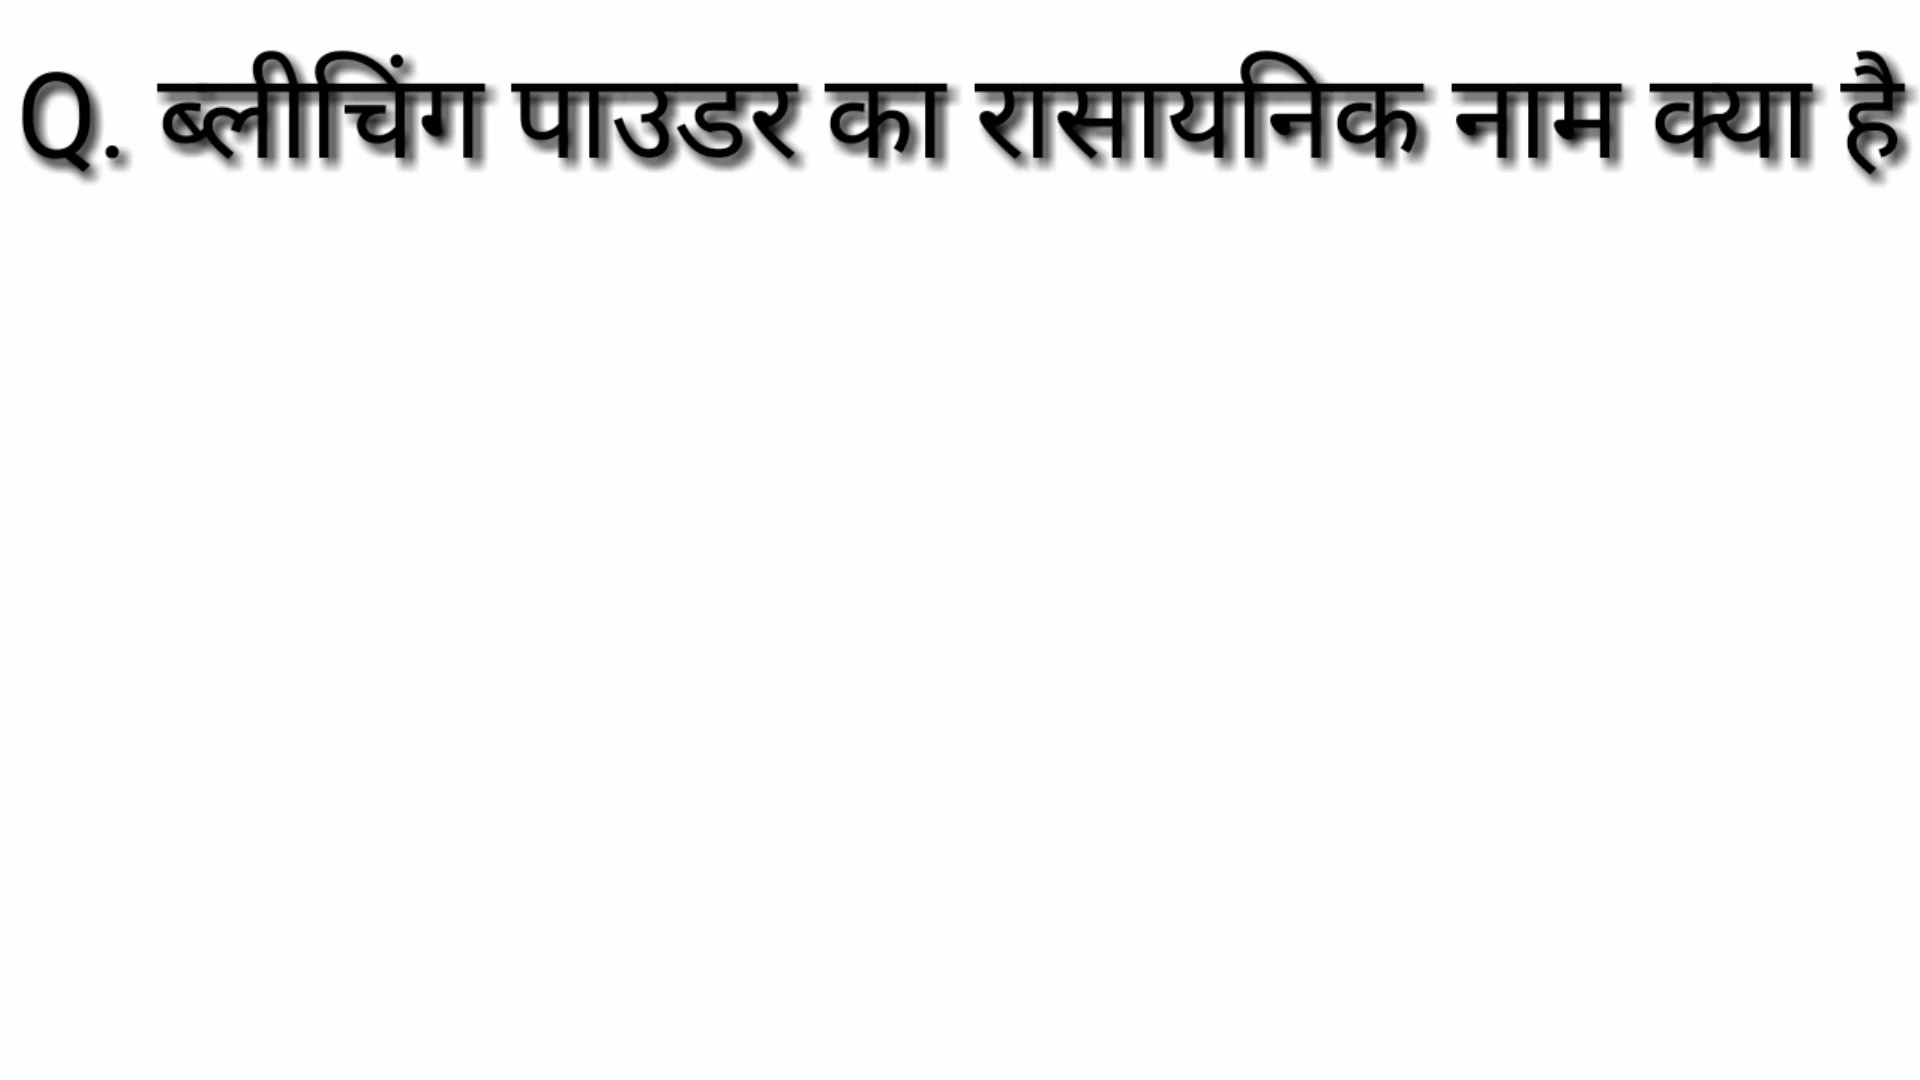 Q. ब्लीचिंग पाउडर का रासायनिक नाम क्या है